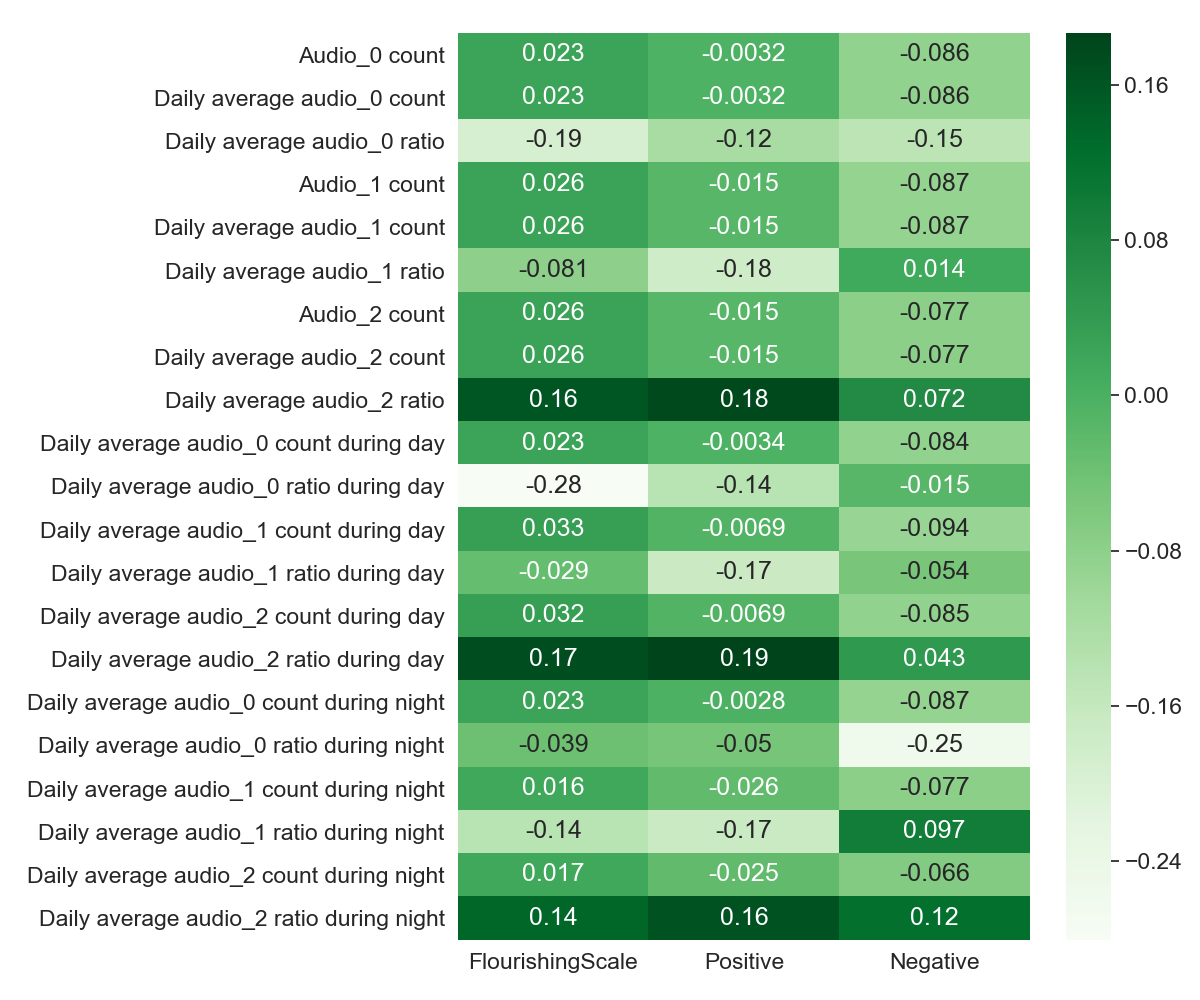 Audio_0 count 0.023 -0.0032 -0.086
Daily average audio_0 count 0.023 -0.0032 -0.086
Daily average audio_0 ratio -0.19 -0.12 -0.15
Audio_1 count 0.026 -0.015 -0.087
Daily average audio_1 count 0.026 -0.015 -0.087
Daily average audio_1 ratio -0.081 -0.18 0.014
Audio_2 count 0.026 -0.015 -0.077
Daily average audio_2 count 0.026 -0.015 -0.077
Daily average audio_2 ratio 0.16 0.18 0.072
Daily average audio_0 count during day 0.023 -0.0034 -0.084
Daily average audio_0 ratio during day -0.28 -0.14 -0.015
Daily average audio_1 count during day 0.033 -0.0069 -0.094
Daily average audio_1 ratio during day -0.029 -0.17 -0.054
Daily average audio_2 count during day 0.032 -0.0069 -0.085
Daily average audio_2 ratio during day 0.17 0.19 0.043
Daily average audio_0 count during night 0.023 -0.0028 -0.087
Daily average audio_0 ratio during night -0.039 -0.05 -0.25
Daily average audio_1 count during night 0.016 -0.026 -0.077
Daily average audio_1 ratio during night -0.14 -0.17 0.097
Daily average audio_2 count during night 0.017 -0.025 -0.066
Daily average audio_2 ratio during night 0.14 0.16 0.12
FlourishingScale Positive Negative
0.16
0.08
0.00
−0.08
−0.16
−0.24